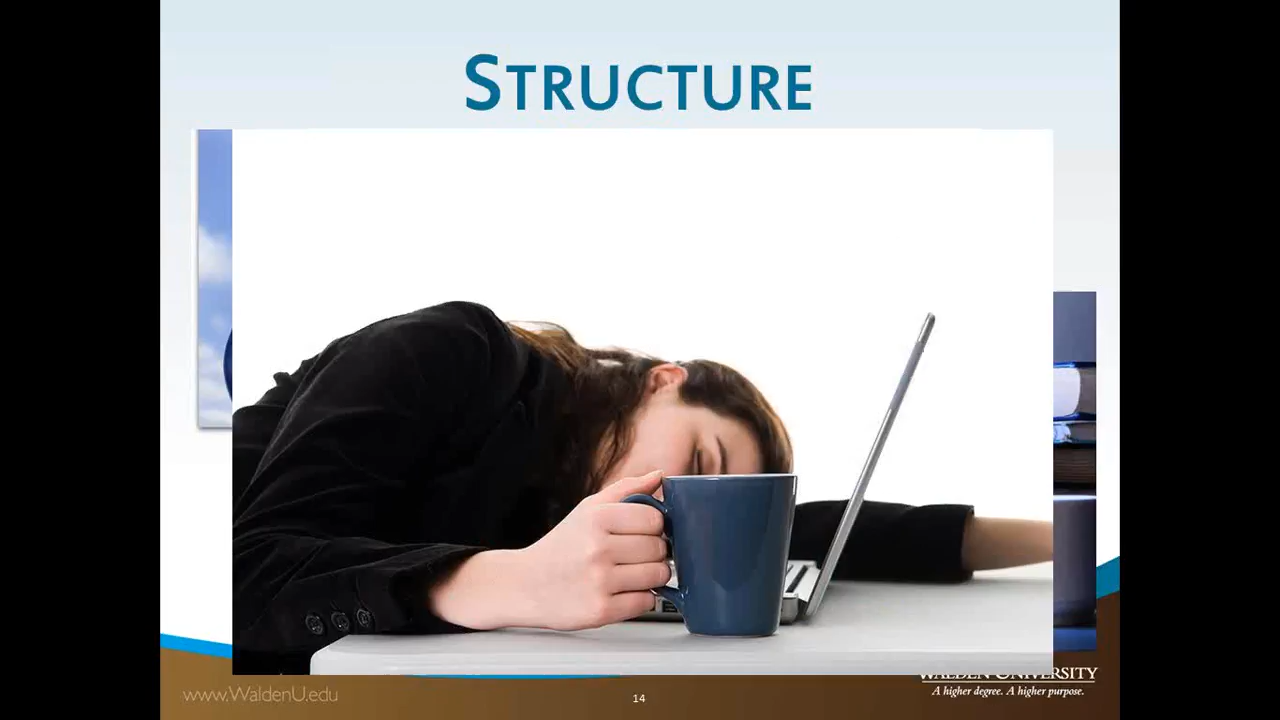 STRUCTURE
www.WaldenU.edu
14
WALDEN UNIVERSITY
A higher degree. A higher purpose.